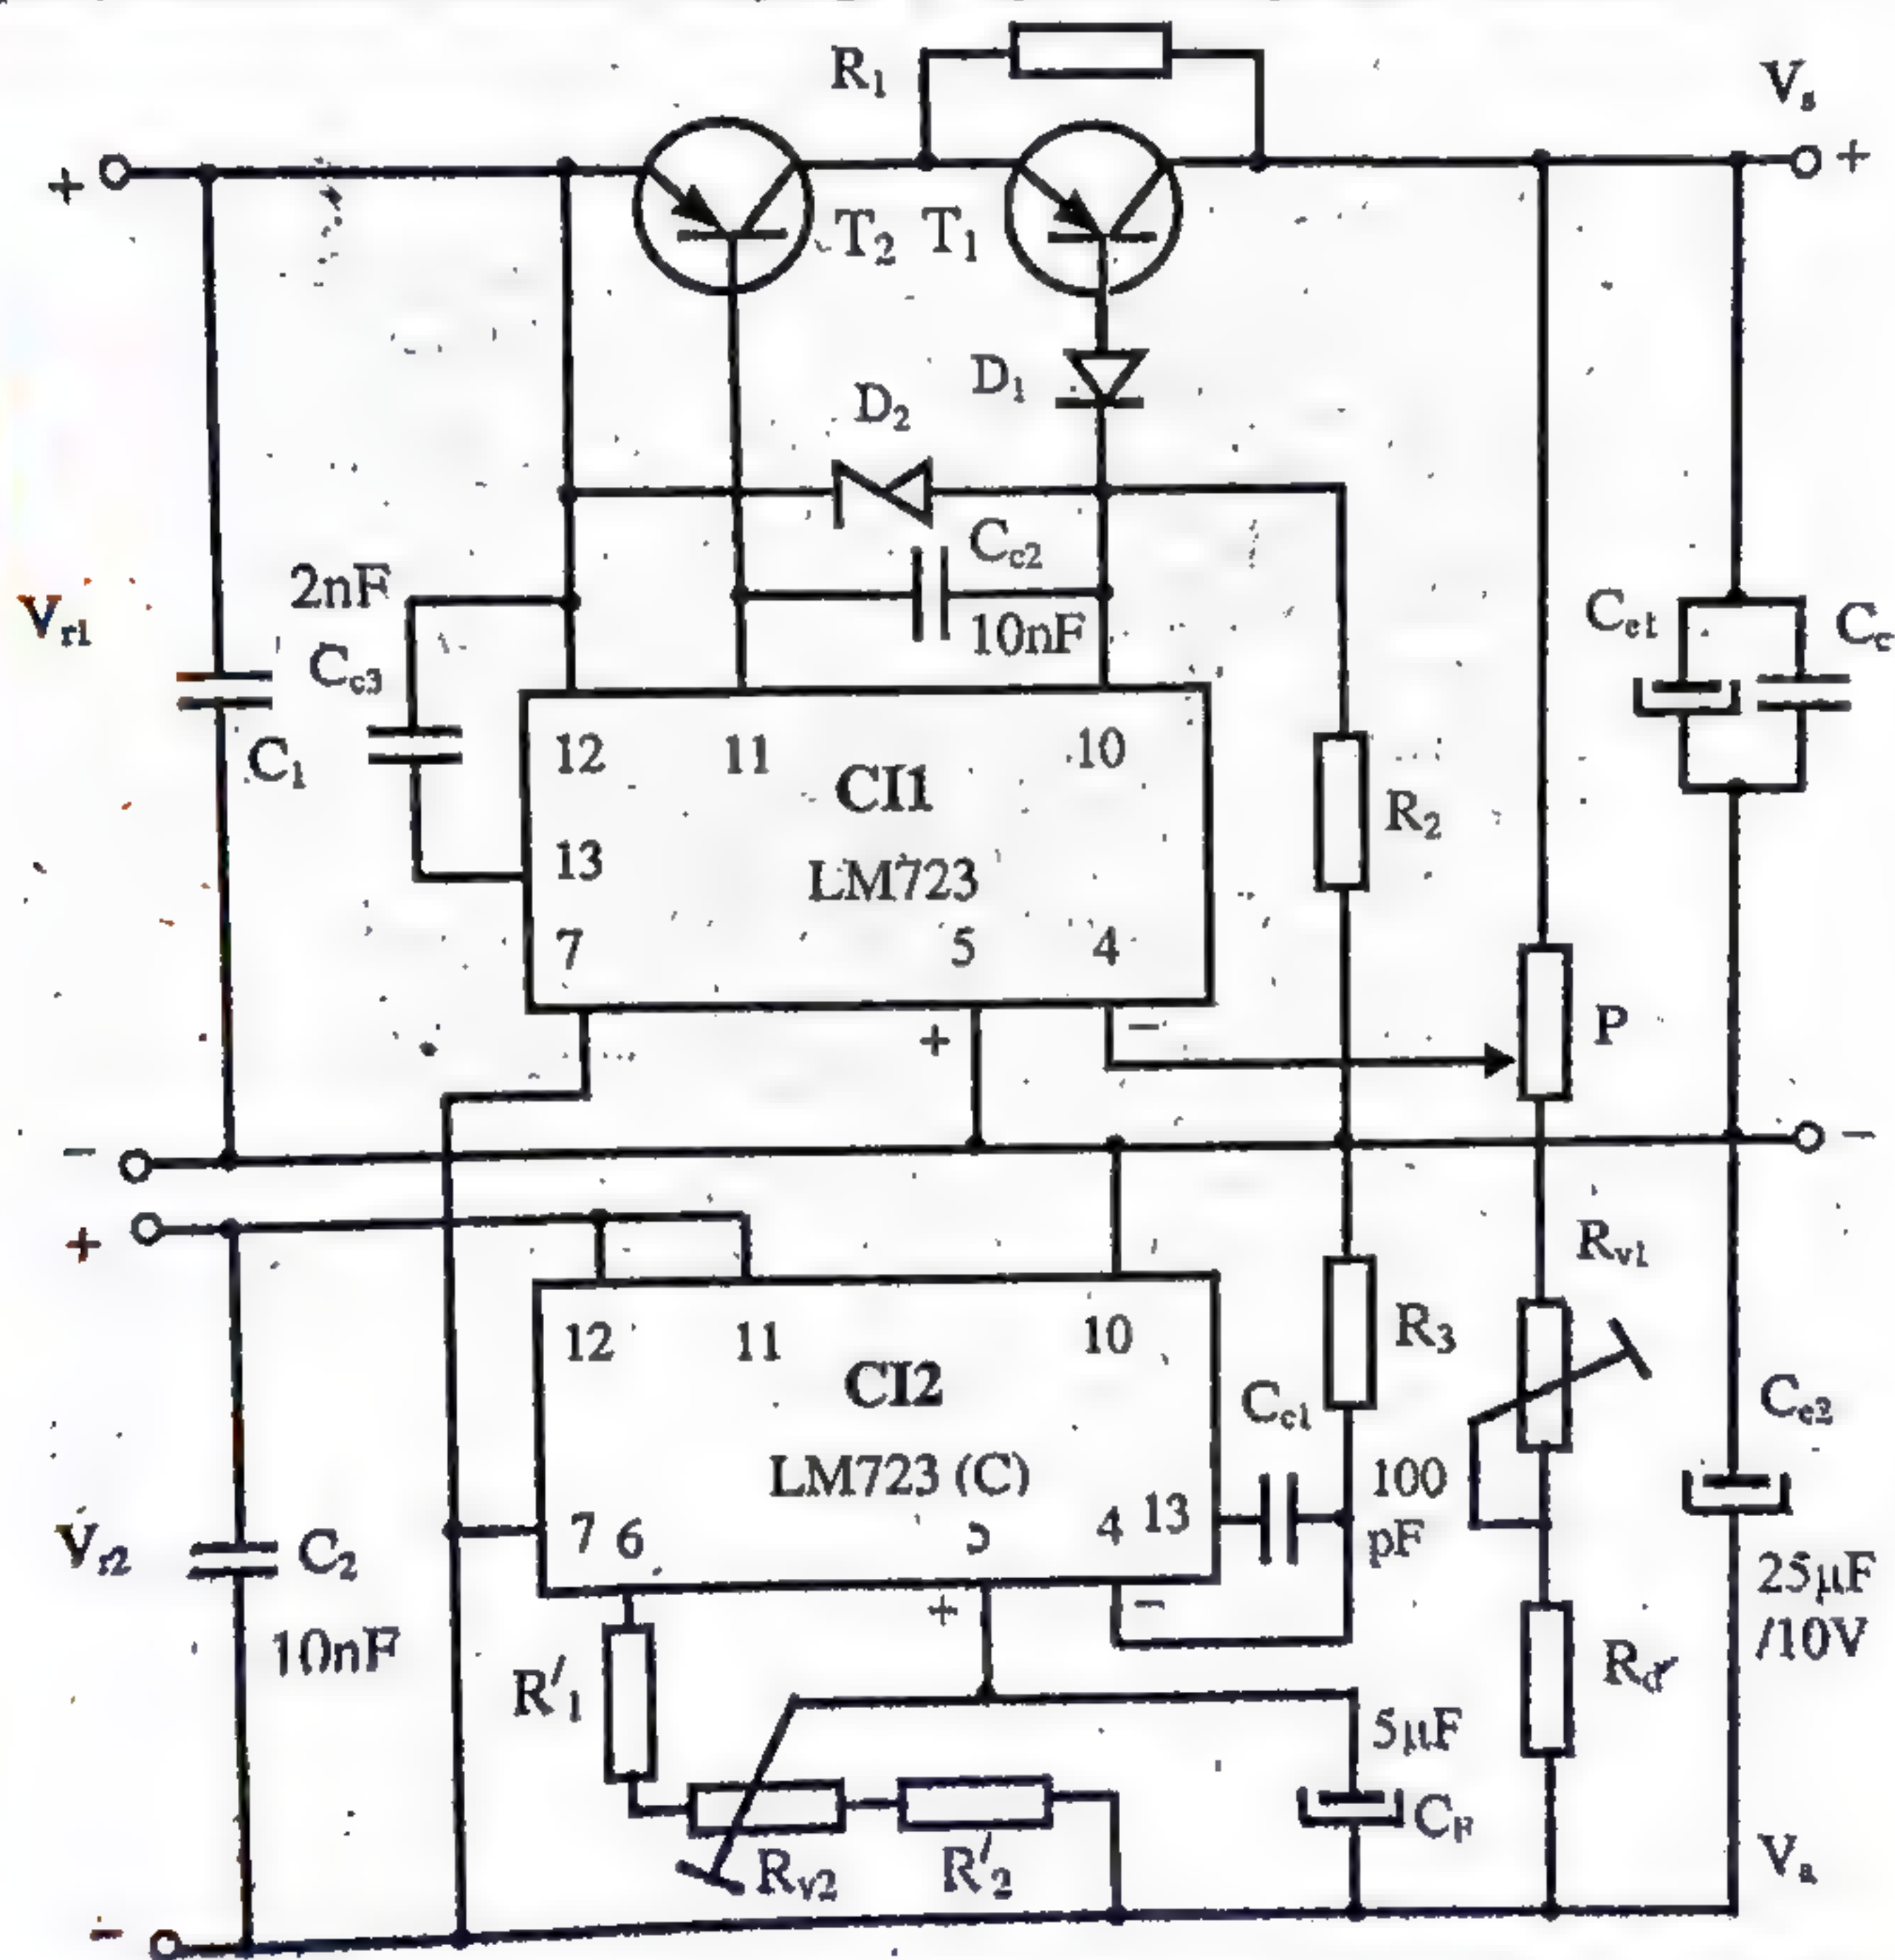 R₁
Vₛ
+
+
T₂
T₁
D₁
D₂
Cc2
10nF
2nF
Cc3
Vr1
C₁
Ce1
Cc
12
11
10
CI1
LM723
13
7
5
4
R₂
P
+
−
−
−
+
Rv1
12
11
10
CI2
LM723 (C)
R₃
Cc1
100
pF
Ce2
25μF
/10V
7
6
5
4
13
+
−
Vr2
C₂
10nF
R'₁
Rd
5μF
CF
Rv2
R'₂
Va
−